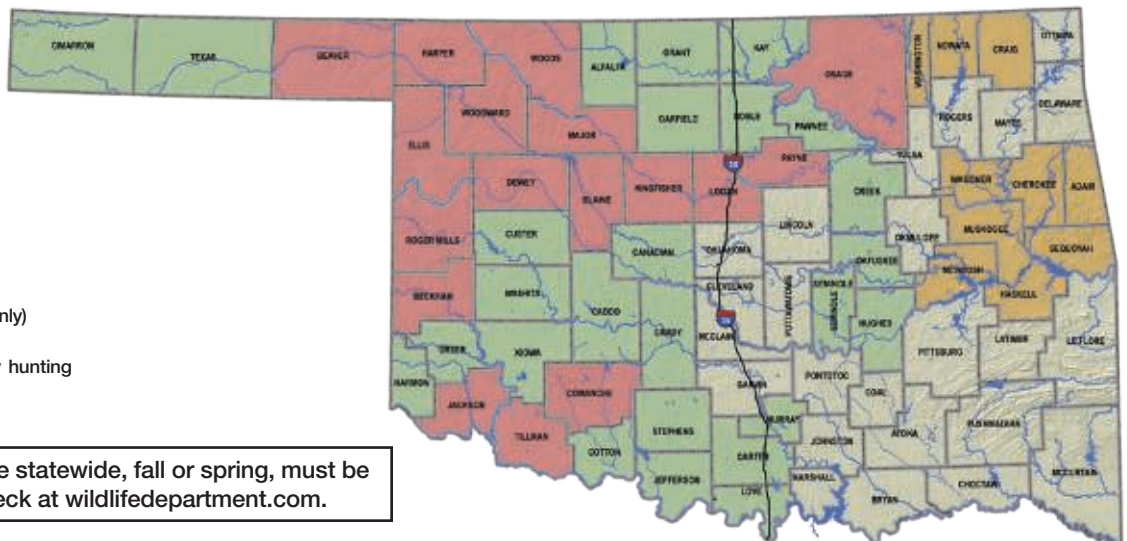 CIMARRON
TEXAS
BEAVER
HARPER
WOODS
ALFALFA
GRANT
KAY
OSAGE
WASHINGTON
NOWATA
CRAIG
OTTAWA
WOODWARD
GARFIELD
NOBLE
PAWNEE
ROGERS
MAYES
DELAWARE
ELLIS
MAJOR
TULSA
DEWEY
BLAINE
KINGFISHER
LOGAN
35
PAYNE
CREEK
WAGONER
CHEROKEE
ADAIR
ROGER MILLS
CUSTER
CANADIAN
OKLAHOMA
LINCOLN
OKMULGEE
MUSKOGEE
SEQUOYAH
OKFUSKEE
MCINTOSH
HASKELL
BECKHAM
WASHITA
CADDO
CLEVELAND
POTTAWATOMIE
SEMINOLE
SEMINOLE
nly)
GRADY
35
MCCLAIN
HUGHES
PITTSBURG
LATIMER
LEFLORE
hunting
GREER
KIOWA
HARMON
JACKSON
COMANCHE
GARVIN
PONTOTOC
COAL
TILLMAN
STEPHENS
MURRAY
JOHNSTON
ATOKA
PUSHMATAHA
MCCURTAIN
COTTON
CARTER
e statewide, fall or spring, must be
eck at wildlifedepartment.com.
JEFFERSON
LOVE
MARSHALL
BRYAN
CHOCTAW